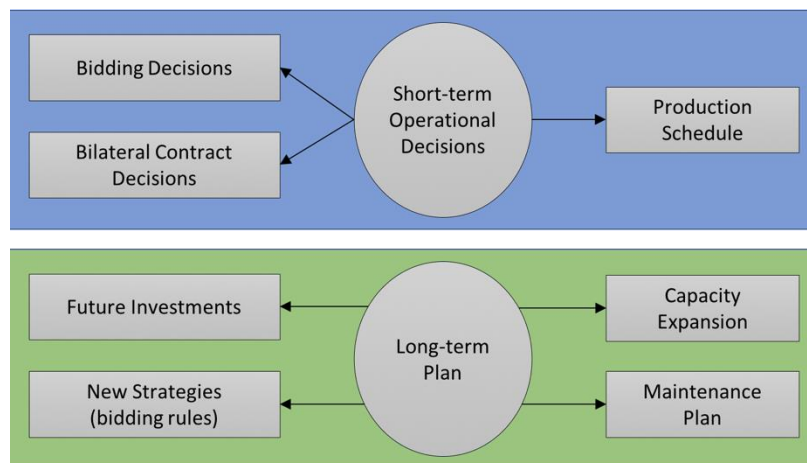 Bidding Decisions
Bilateral Contract
Decisions
Short-term
Operational
Decisions
Production
Schedule
Future Investments
New Strategies
(bidding rules)
Long-term
Plan
Capacity
Expansion
Maintenance
Plan